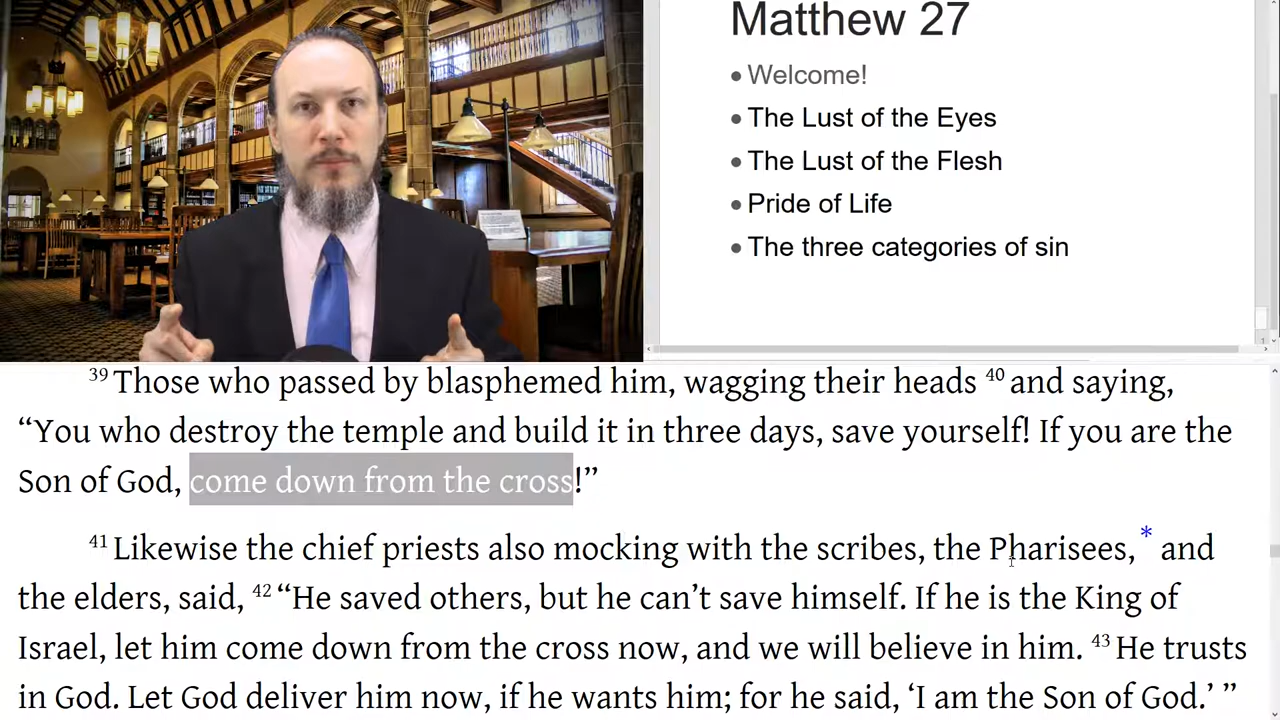 Matthew 27
• Welcome!
• The Lust of the Eyes
• The Lust of the Flesh
• Pride of Life
• The three categories of sin
39 Those who passed by blasphemed him, wagging their heads 40 and saying,
“You who destroy the temple and build it in three days, save yourself! If you are the
Son of God, come down from the cross!”
41 Likewise the chief priests also mocking with the scribes, the Pharisees,* and
the elders, said, 42 “He saved others, but he can’t save himself. If he is the King of
Israel, let him come down from the cross now, and we will believe in him. 43 He trusts
in God. Let God deliver him now, if he wants him; for he said, ‘I am the Son of God.’ ”